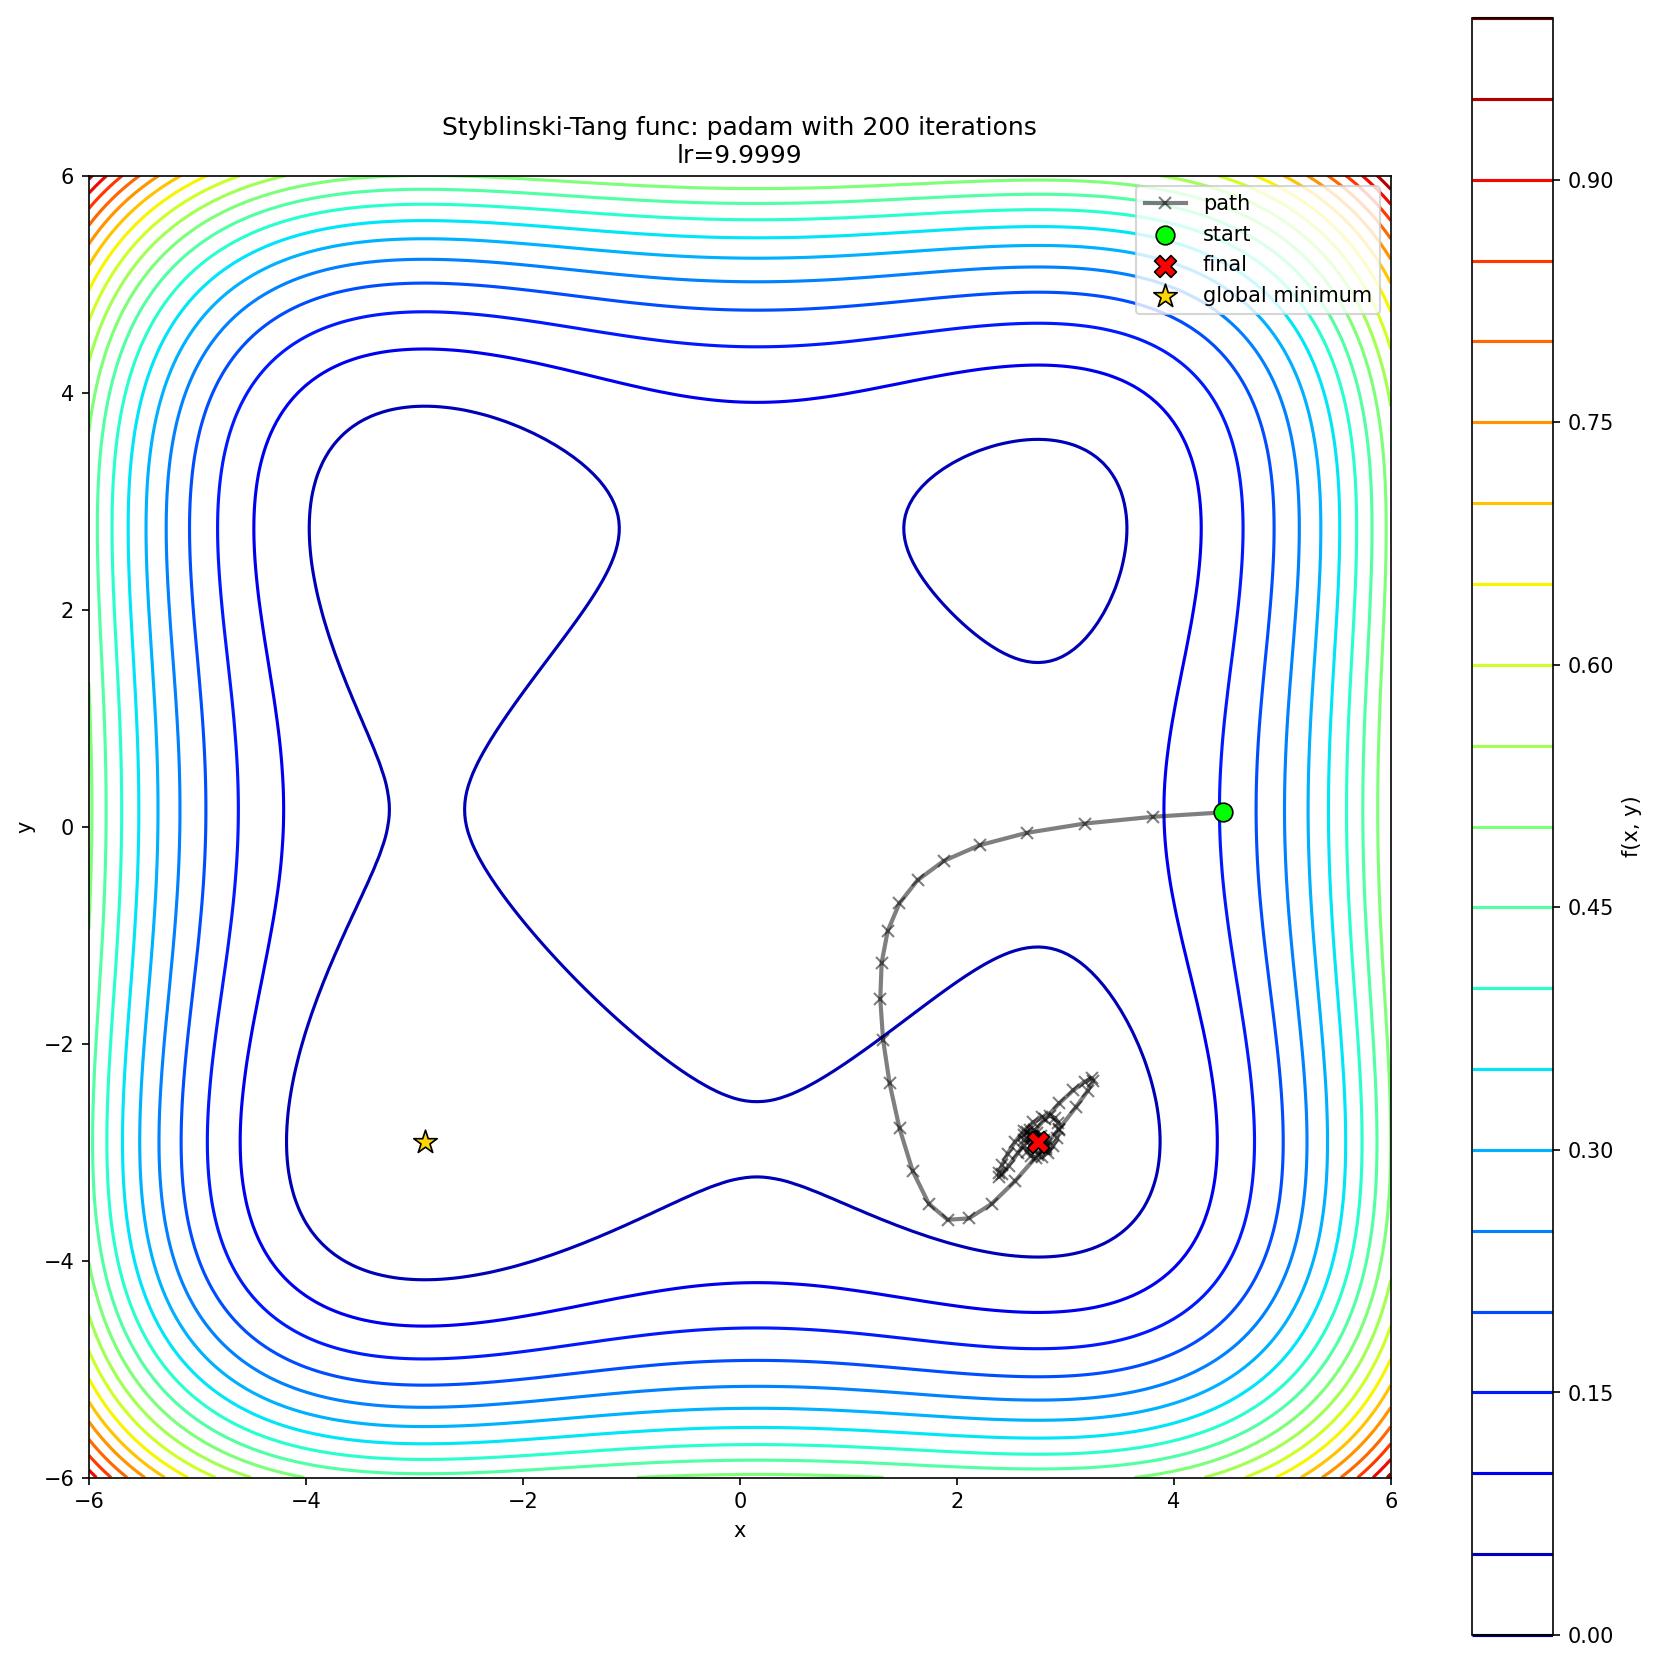 Styblinski-Tang func: padam with 200 iterations
lr=9.9999
path
start
final
global minimum
6
4
2
0
−2
−4
−6
y
−6
−4
−2
0
2
4
6
x
0.90
0.75
0.60
0.45
0.30
0.15
0.00
f(x, y)